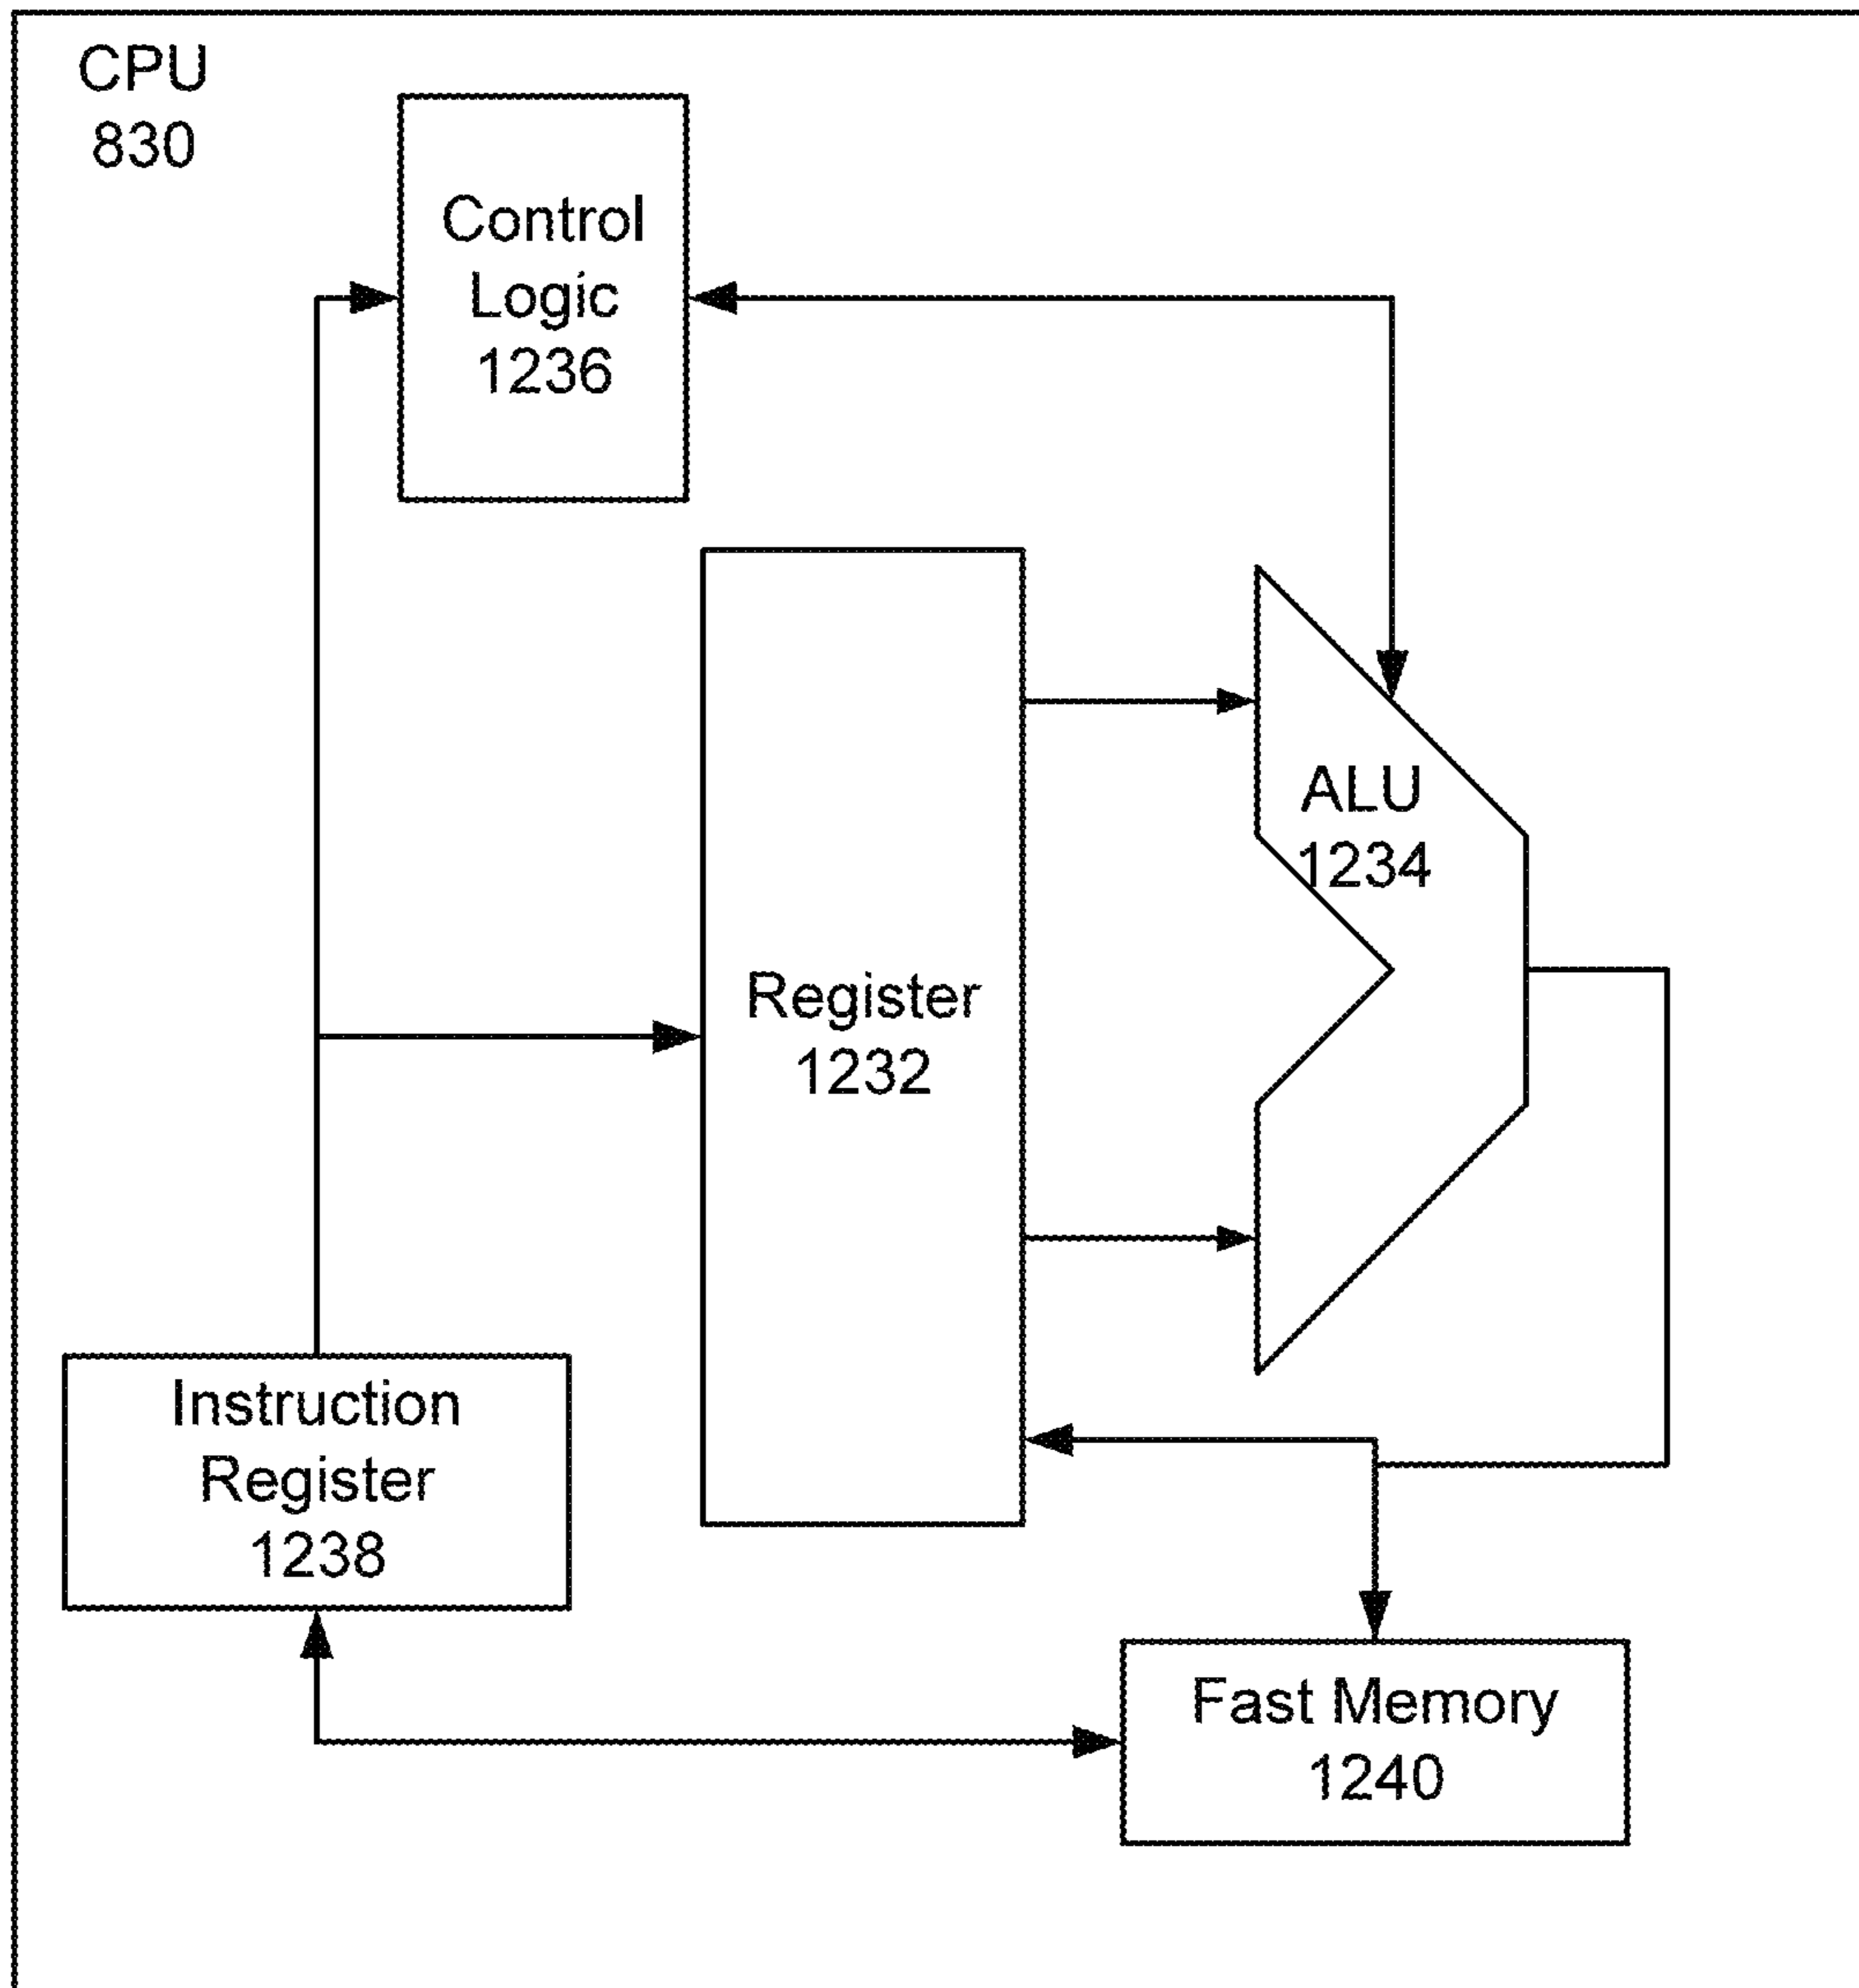 CPU
830
Control
Logic
1236
ALU
1234
Register
1232
Instruction
Register
1238
Fast Memory
1240